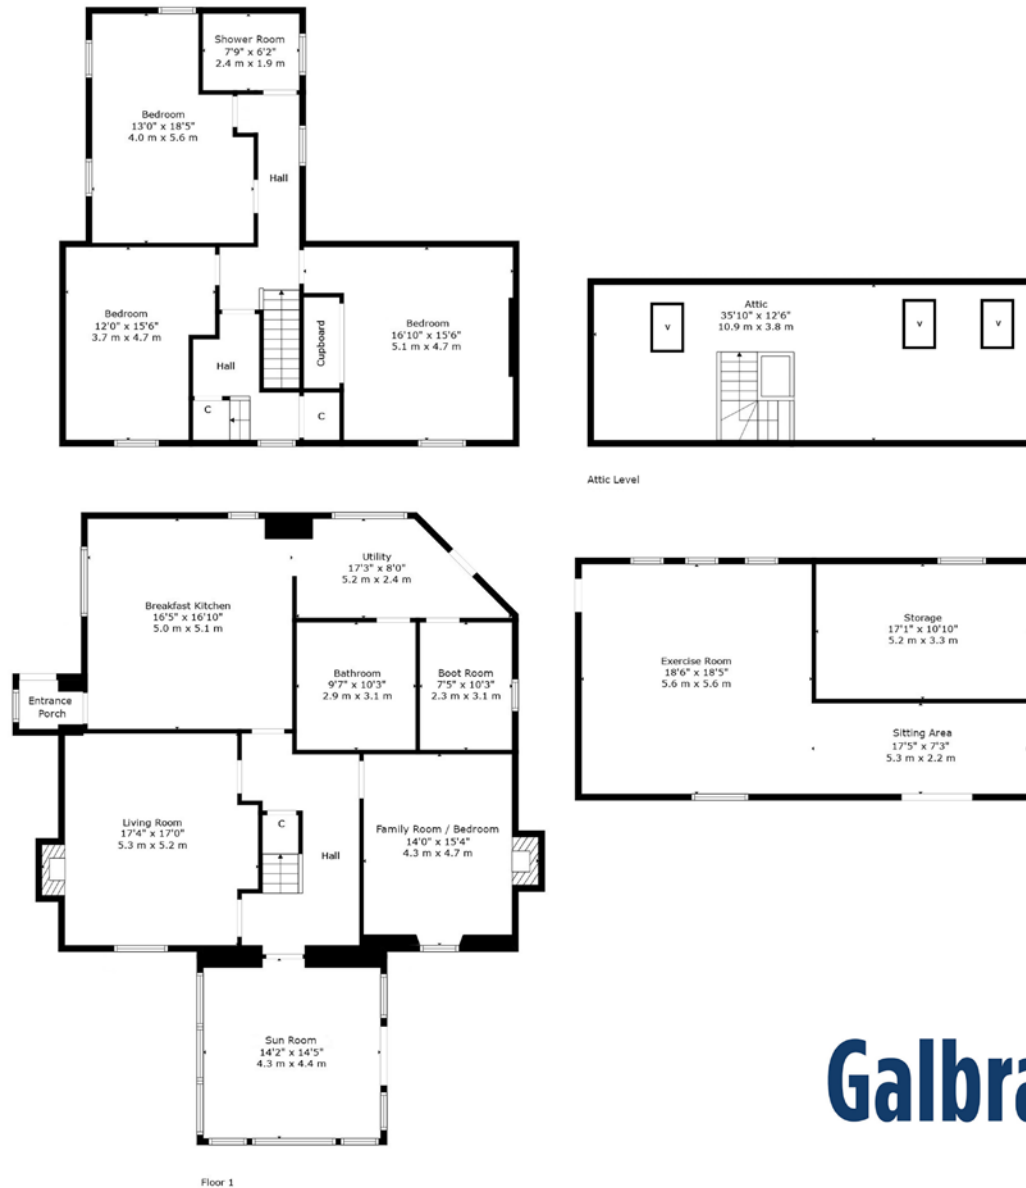 Shower Room
7'9" x 6'2"
2.4 m x 1.9 m
Bedroom
13'0" x 18'5"
4.0 m x 5.6 m
Hall
Bedroom
12'0" x 15'6"
3.7 m x 4.7 m
Hall
C
Cupboard
C
Bedroom
16'10" x 15'6"
5.1 m x 4.7 m
V
Attic
35'10" x 12'6"
10.9 m x 3.8 m
V
V
Attic Level
Utility
17'3" x 8'0"
5.2 m x 2.4 m
Breakfast Kitchen
16'5" x 16'10"
5.0 m x 5.1 m
Bathroom
9'7" x 10'3"
2.9 m x 3.1 m
Boot Room
7'5" x 10'3"
2.3 m x 3.1 m
Entrance
Porch
Living Room
17'4" x 17'0"
5.3 m x 5.2 m
C
Hall
Family Room / Bedroom
14'0" x 15'4"
4.3 m x 4.7 m
Sun Room
14'2" x 14'5"
4.3 m x 4.4 m
Floor 1
Storage
17'1" x 10'10"
5.2 m x 3.3 m
Exercise Room
18'6" x 18'5"
5.6 m x 5.6 m
Sitting Area
17'5" x 7'3"
5.3 m x 2.2 m
Galbra